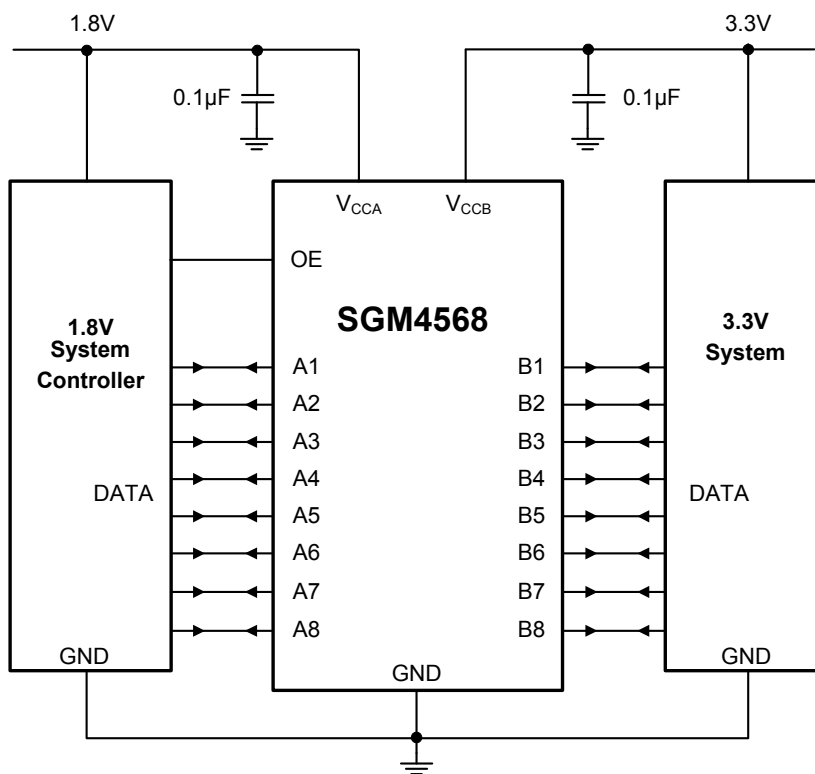 1.8V
3.3V
0.1µF
0.1µF
VCCA
VCCB
OE
SGM4568
1.8V
System
Controller
3.3V
System
A1
B1
A2
B2
A3
B3
A4
B4
DATA
DATA
A5
B5
A6
B6
A7
B7
A8
B8
GND
GND
GND